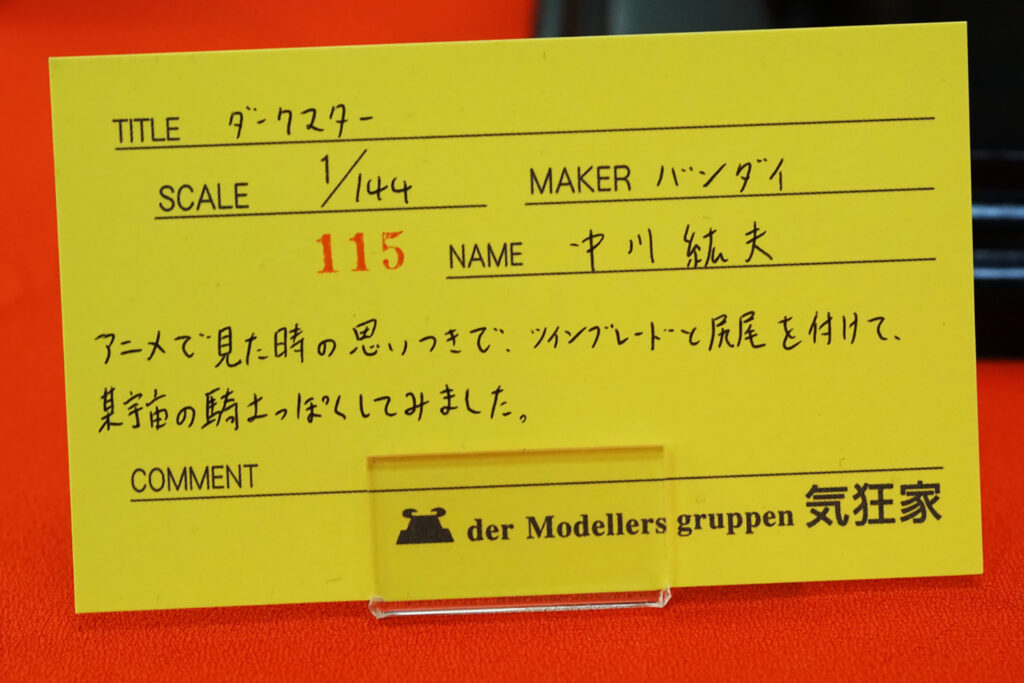 TITLE ダークスター
SCALE 1/144 MAKER バンダイ
115 NAME 中川紘夫
アニメで見た時の思いつきで、ツインブレードと尻尾を付けて、
某宇宙の騎士っぽくしてみました。
COMMENT
der Modellers gruppen 気狂家